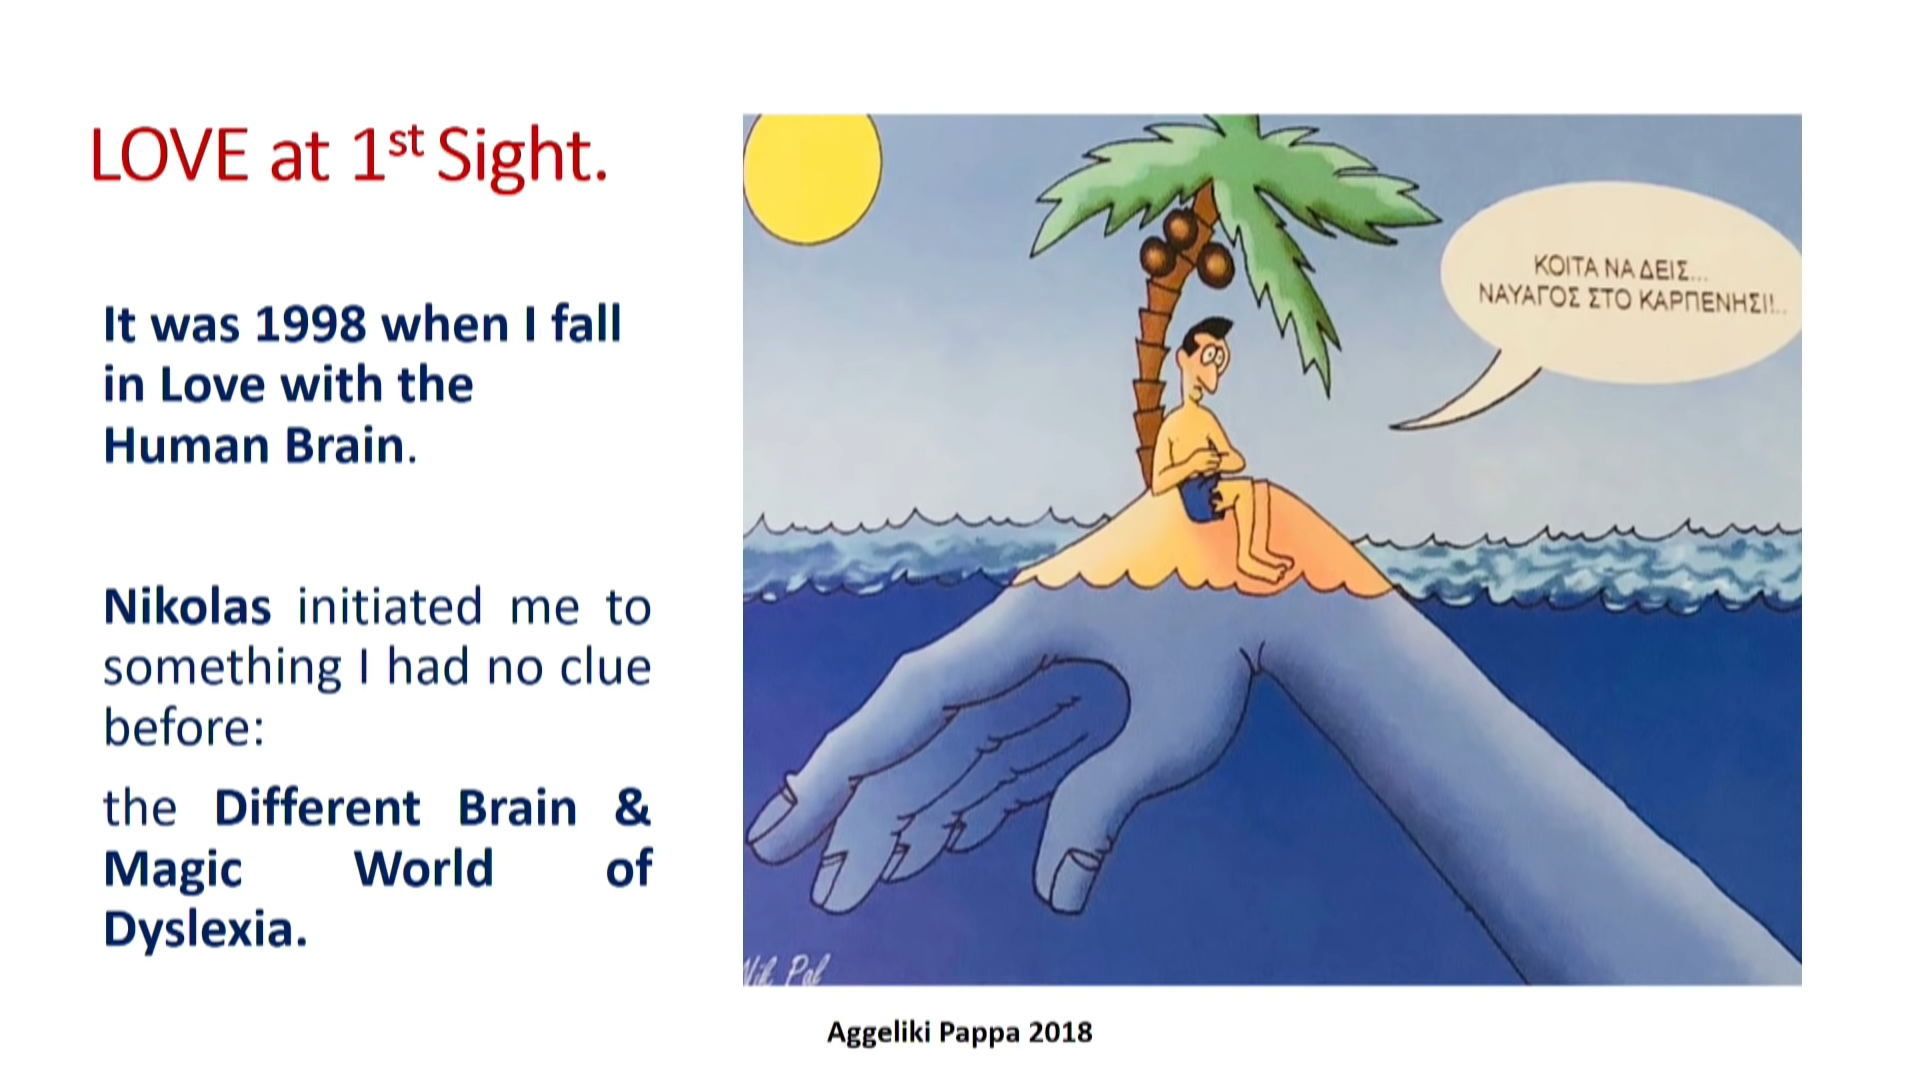 LOVE at 1st Sight.
It was 1998 when I fall
in Love with the
Human Brain.
Nikolas initiated me to
something I had no clue
before:
the Different Brain &
Magic World of
Dyslexia.
ΚΟΙΤΑ ΝΑ ΔΕΙΣ...
ΝΑΥΑΓΟΣ ΣΤΟ ΚΑΡΠΕΝΗΣΙ!..
Aggeliki Pappa 2018